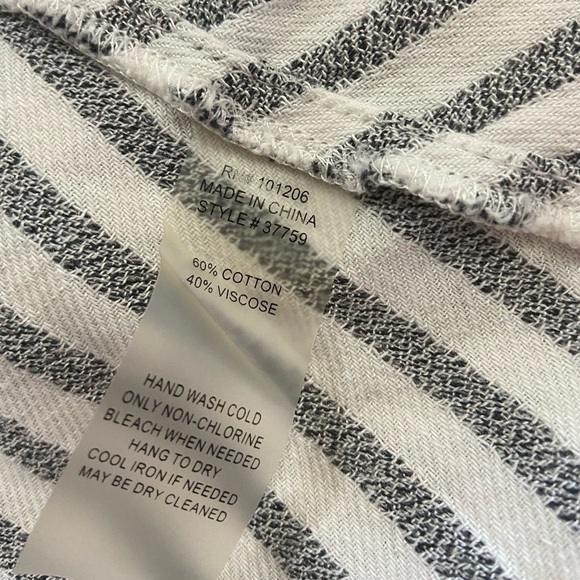 101206
MADE IN CHINA
STYLE # 37759
60% COTTON
40% VISCOSE
HAND WASH COLD
ONLY NON-CHLORINE
BLEACH WHEN NEEDED
HANG TO DRY
COOL IRON IF NEEDED
MAY BE DRY CLEANED